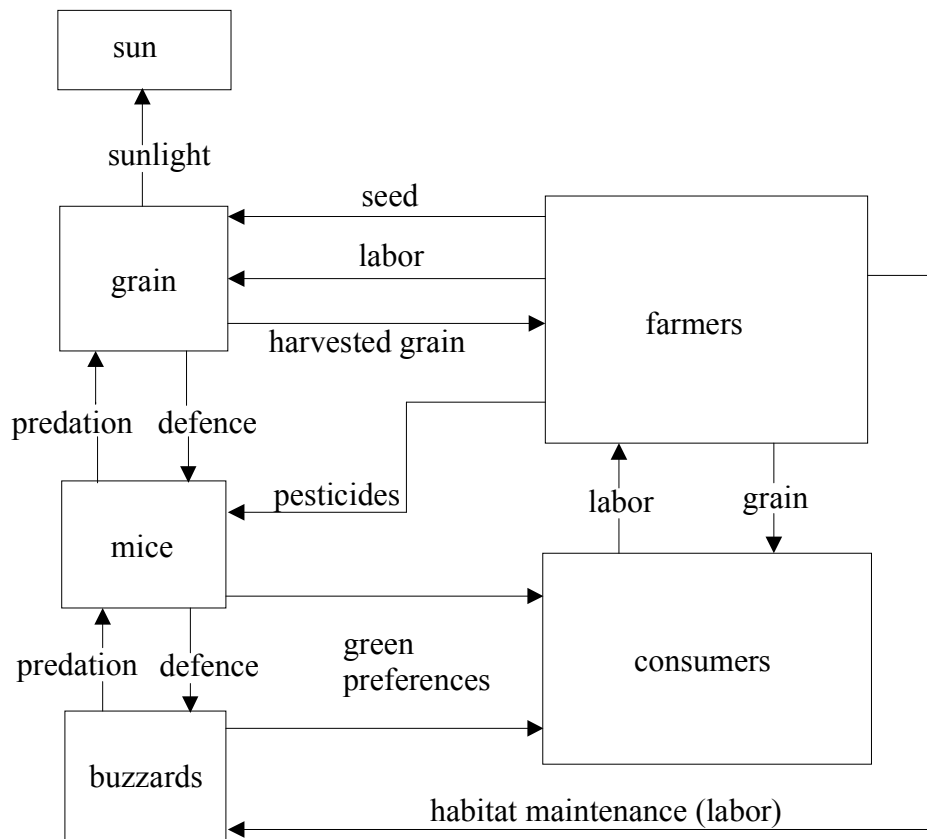 sun
sunlight
seed
labor
grain
farmers
harvested grain
predation
defence
pesticides
labor
grain
mice
predation
defence
green
preferences
consumers
buzzards
habitat maintenance (labor)